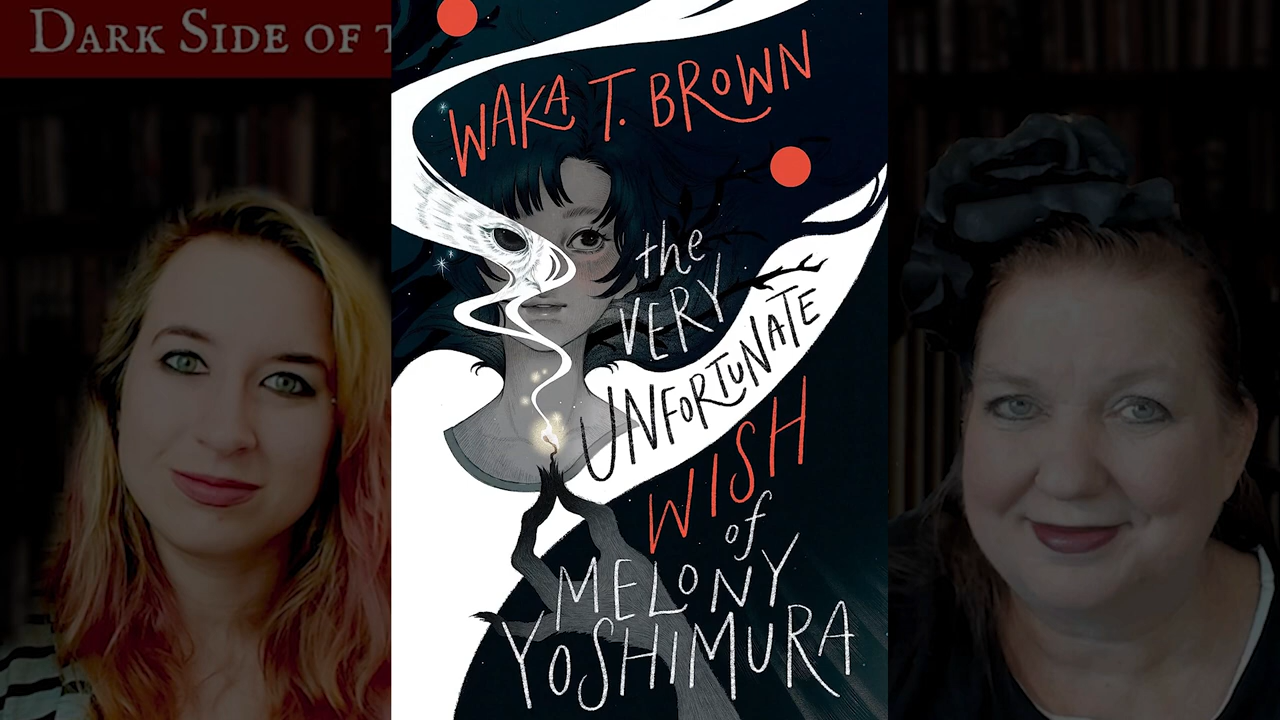 DARK SIDE OF
WAKA T. BROWN
the
VERY
UNFORTUNATE
WISH
of
MELONY
YOSHIMURA